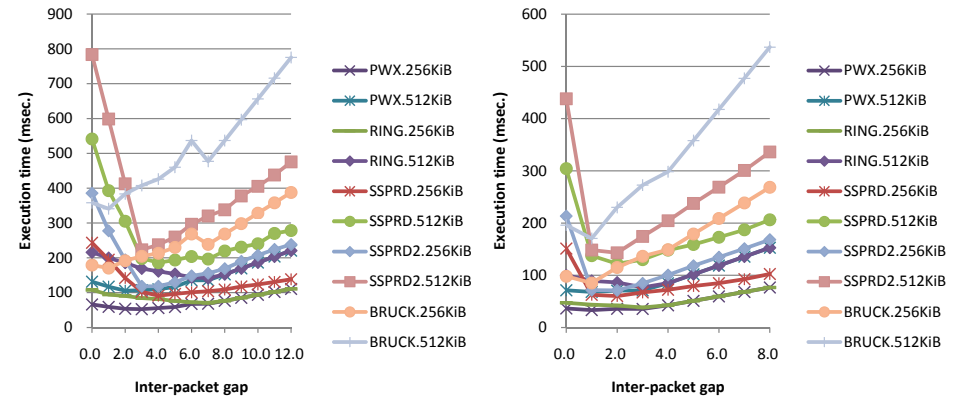 Execution time (msec.)
900
800
700
600
500
400
300
200
100
0
0.0 2.0 4.0 6.0 8.0 10.0 12.0
Inter-packet gap
PWX.256KiB
PWX.512KiB
RING.256KiB
RING.512KiB
SSPRD.256KiB
SSPRD.512KiB
SSPRD2.256KiB
SSPRD2.512KiB
BRUCK.256KiB
BRUCK.512KiB
Execution time (msec.)
600
500
400
300
200
100
0
0.0 2.0 4.0 6.0 8.0
Inter-packet gap
PWX.256KiB
PWX.512KiB
RING.256KiB
RING.512KiB
SSPRD.256KiB
SSPRD.512KiB
SSPRD2.256KiB
SSPRD2.512KiB
BRUCK.256KiB
BRUCK.512KiB